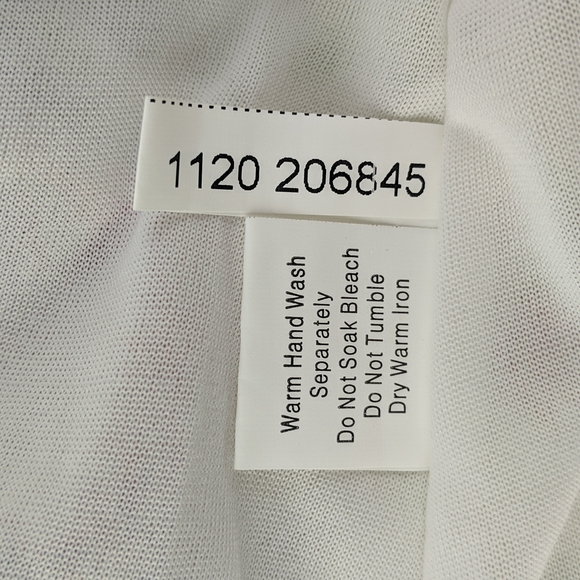 1120 206845
Warm Hand Wash
Separately
Do Not Soak Bleach
Do Not Tumble
Dry Warm Iron